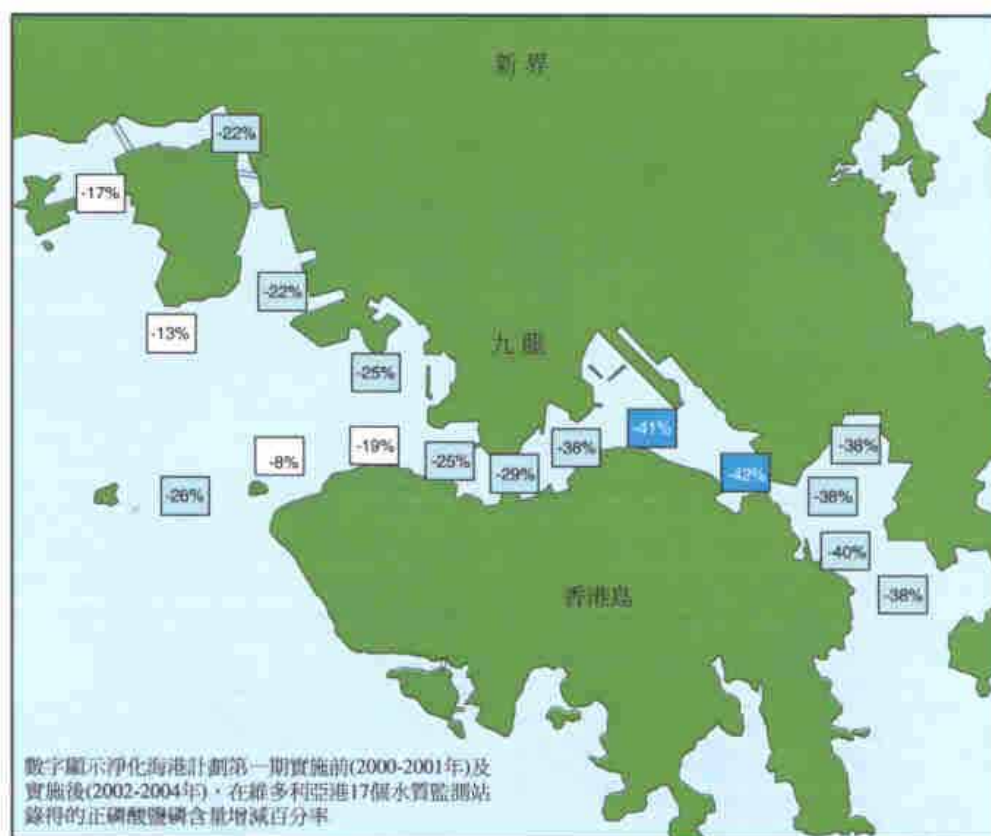 新界
-22%
-17%
-22%
-13%
九龍
-25%
-41%
-19%
-36%
-38%
-8%
-25%
-29%
-42%
-26%
-38%
-40%
香港島
-38%
數字顯示淨化海港計劃第一期實施前(2000-2001年)及
實施後(2002-2004年)，在維多利亞港17個水質監測站
錄得的正磷酸鹽磷含量增減百分率